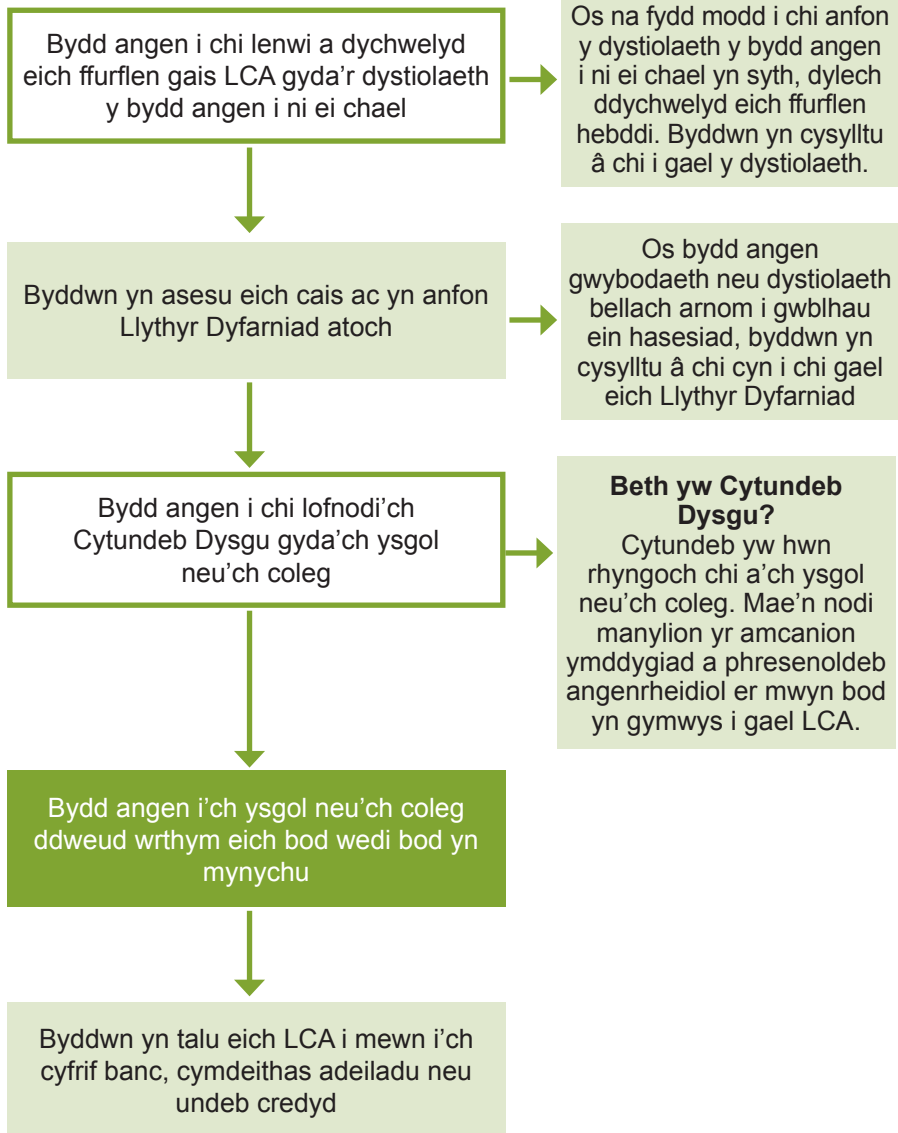 Bydd angen i chi lenwi a dychwelyd
eich ffurflen gais LCA gyda'r dystiolaeth
y bydd angen i ni ei chael
Os na fydd modd i chi anfon
y dystiolaeth y bydd angen
i ni ei chael yn syth, dylech
ddychwelyd eich ffurflen
hebddi. Byddwn yn cysylltu
â chi i gael y dystiolaeth.
Byddwn yn asesu eich cais ac yn anfon
Llythyr Dyfarniad atoch
Os bydd angen
gwybodaeth neu dystiolaeth
bellach arnom i gwblhau
ein hasesiad, byddwn yn
cysylltu â chi cyn i chi gael
eich Llythyr Dyfarniad
Bydd angen i chi lofnodi'ch
Cytundeb Dysgu gyda'ch ysgol
neu'ch coleg
Beth yw Cytundeb
Dysgu?
Cytundeb yw hwn
rhyngoch chi a'ch ysgol
neu'ch coleg. Mae'n nodi
manylion yr amcanion
ymddygiad a phresenoldeb
angenrheidiol er mwyn bod
yn gymwys i gael LCA.
Bydd angen i'ch ysgol neu'ch coleg
ddweud wrthym eich bod wedi bod yn
mynychu
Byddwn yn talu eich LCA i mewn i'ch
cyfrif banc, cymdeithas adeiladu neu
undeb credyd